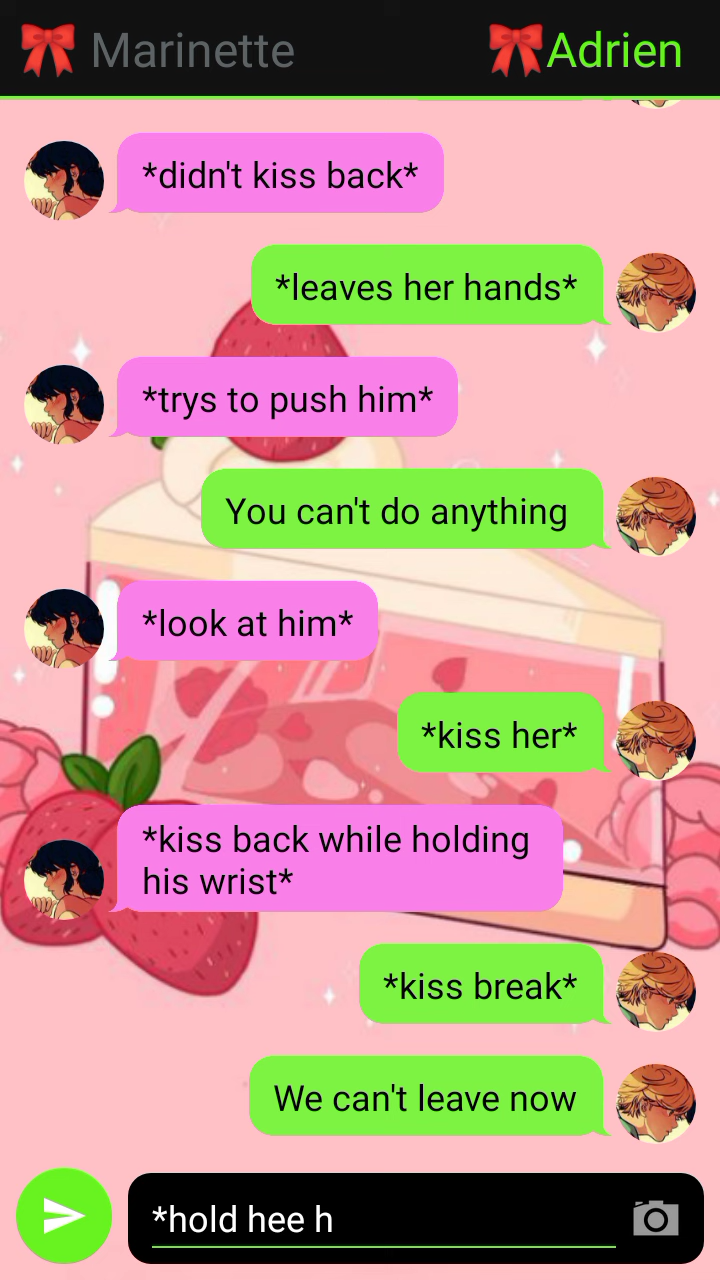 🎀 Marinette
🎀Adrien
*didn't kiss back*
*leaves her hands*
*trys to push him*
You can't do anything
*look at him*
*kiss her*
*kiss back while holding
his wrist*
*kiss break*
We can't leave now
*hold hee h